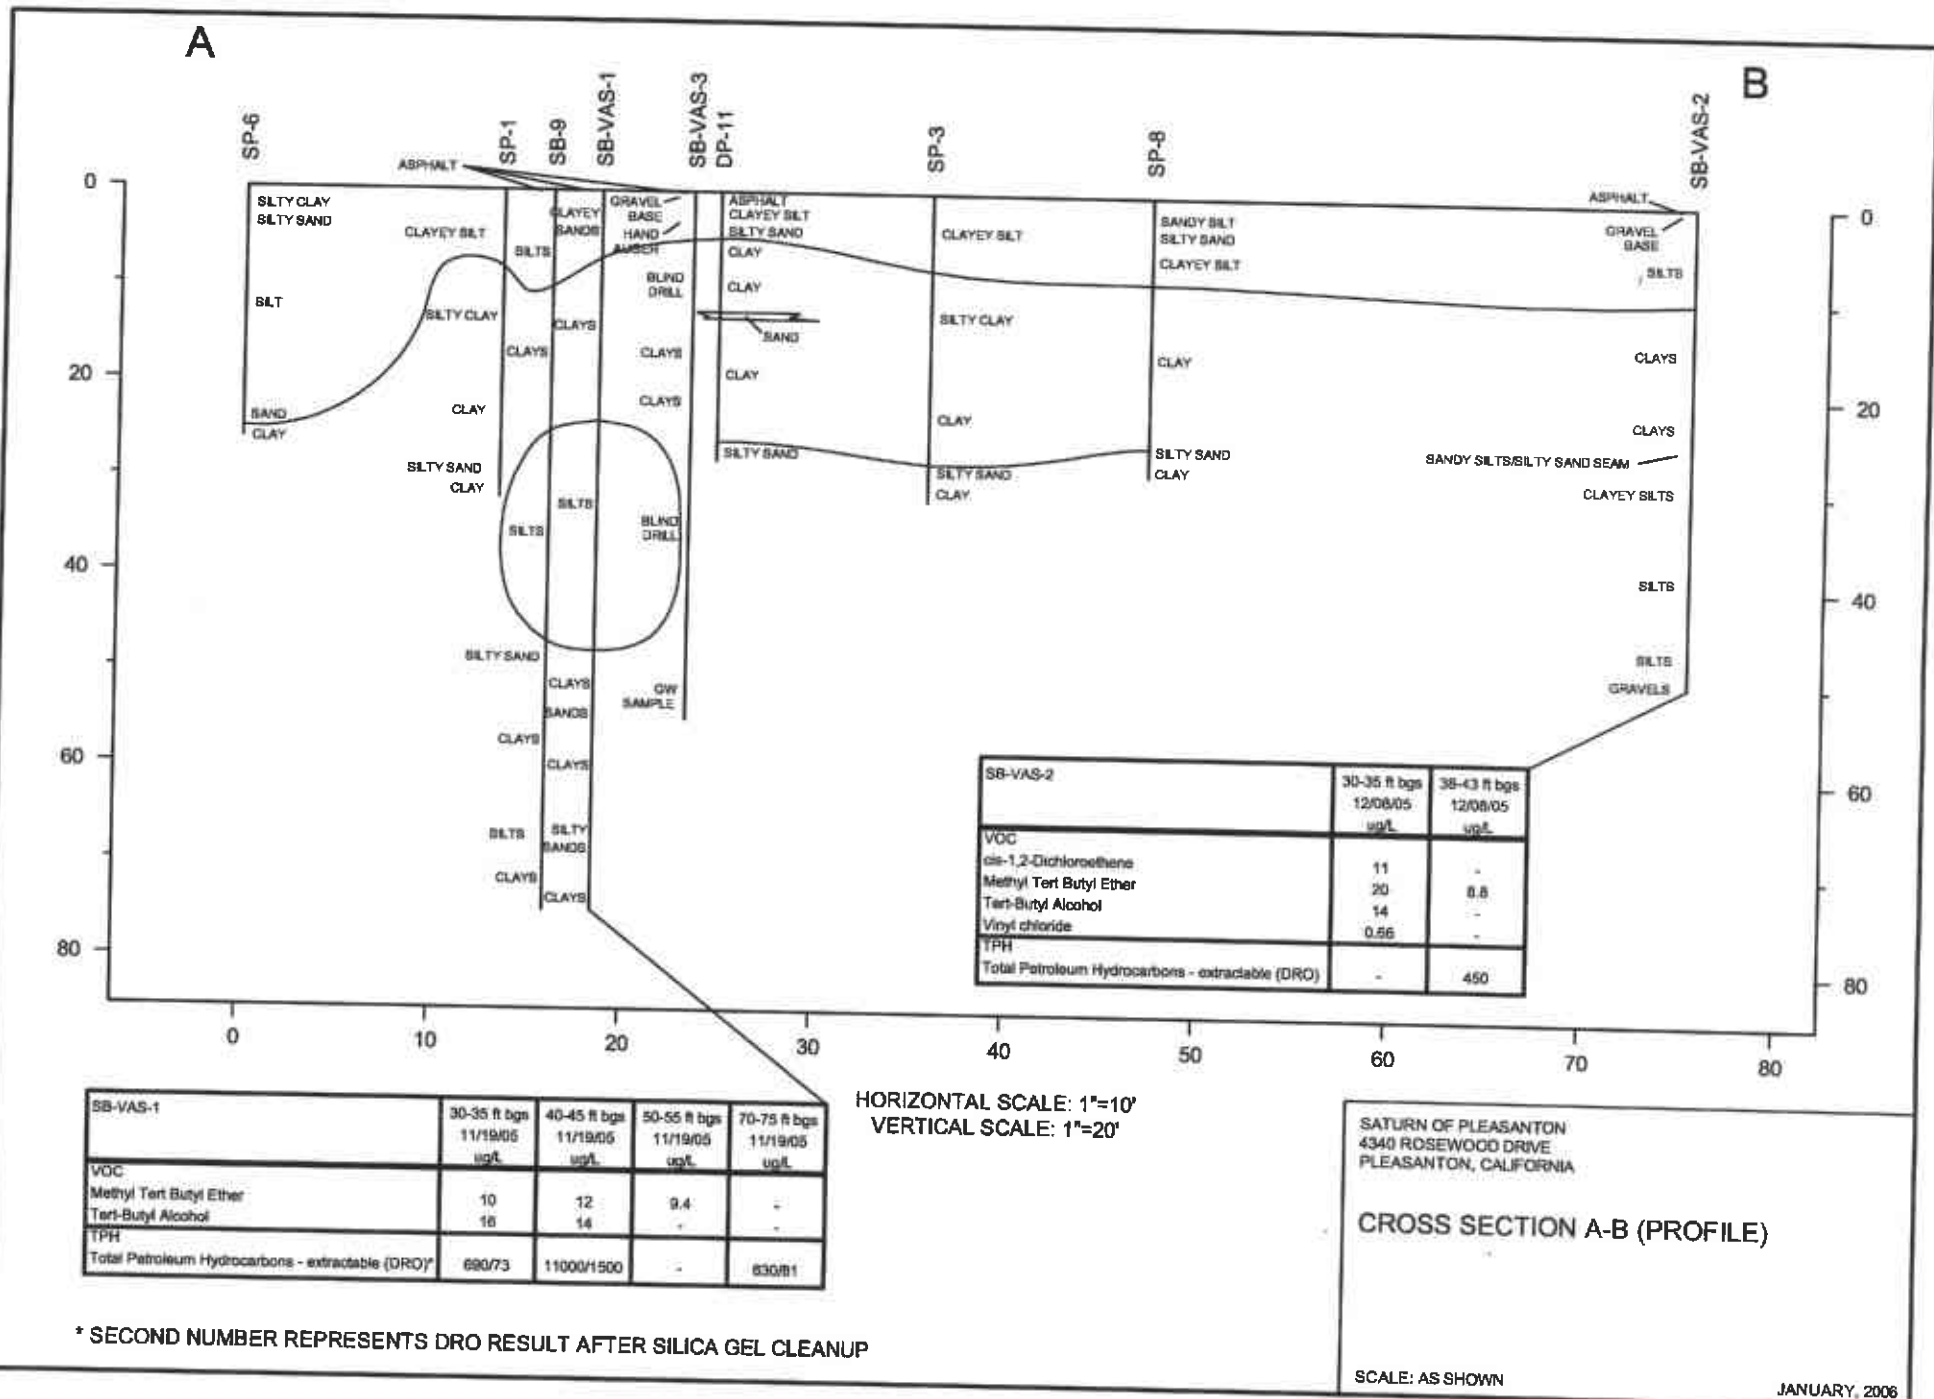 A
B
SP-6
SP-1
SB-9
SB-VAS-1
SB-VAS-3
DP-11
SP-3
SP-8
SB-VAS-2
ASPHALT
0
20
40
60
80
SILTY CLAY
SILTY SAND
SILT
SAND
CLAY
CLAYEY SILT
SILTY CLAY
CLAY
SILTY SAND
CLAY
SILTS
CLAYS
SILTS
SILTY SAND
CLAYS
SILTS
CLAYS
CLAYEY
SANDS
CLAYS
SILTS
CLAYS
SANDS
CLAYS
SILTY
SANDS
CLAYS
GRAVEL
BASE
HAND
AUGER
BLIND
DRILL
CLAYS
CLAYS
BLIND
DRILL
GW
SAMPLE
ASPHALT
CLAYEY SILT
SILTY SAND
CLAY
CLAY
SAND
CLAY
SILTY SAND
CLAYEY SILT
SILTY CLAY
CLAY
SILTY SAND
CLAY
SANDY SILT
SILTY SAND
CLAYEY SILT
CLAY
SILTY SAND
CLAY
ASPHALT
GRAVEL
BASE
SILTS
CLAYS
CLAYS
SANDY SILTS/SILTY SAND SEAM
CLAYEY SILTS
SILTS
SILTS
GRAVELS
0
20
40
60
80
SB-VAS-2 30-35 ft bgs 38-43 ft bgs
12/08/05 12/08/05
ug/L ug/L
VOC
cis-1,2-Dichloroethene 11 -
Methyl Tert Butyl Ether 20 8.8
Tert-Butyl Alcohol 14 -
Vinyl chloride 0.66 -
TPH
Total Petroleum Hydrocarbons - extractable (DRO) - 450
0 10 20 30 40 50 60 70 80
SB-VAS-1 30-35 ft bgs 40-45 ft bgs 50-55 ft bgs 70-75 ft bgs
11/19/05 11/19/05 11/19/05 11/19/05
ug/L ug/L ug/L ug/L
VOC
Methyl Tert Butyl Ether 10 12 9.4 -
Tert-Butyl Alcohol 16 14 - -
TPH
Total Petroleum Hydrocarbons - extractable (DRO)* 690/73 11000/1500 - 630/81
HORIZONTAL SCALE: 1"=10'
VERTICAL SCALE: 1"=20'
* SECOND NUMBER REPRESENTS DRO RESULT AFTER SILICA GEL CLEANUP
SATURN OF PLEASANTON
4340 ROSEWOOD DRIVE
PLEASANTON, CALIFORNIA
CROSS SECTION A-B (PROFILE)
SCALE: AS SHOWN
JANUARY, 2006